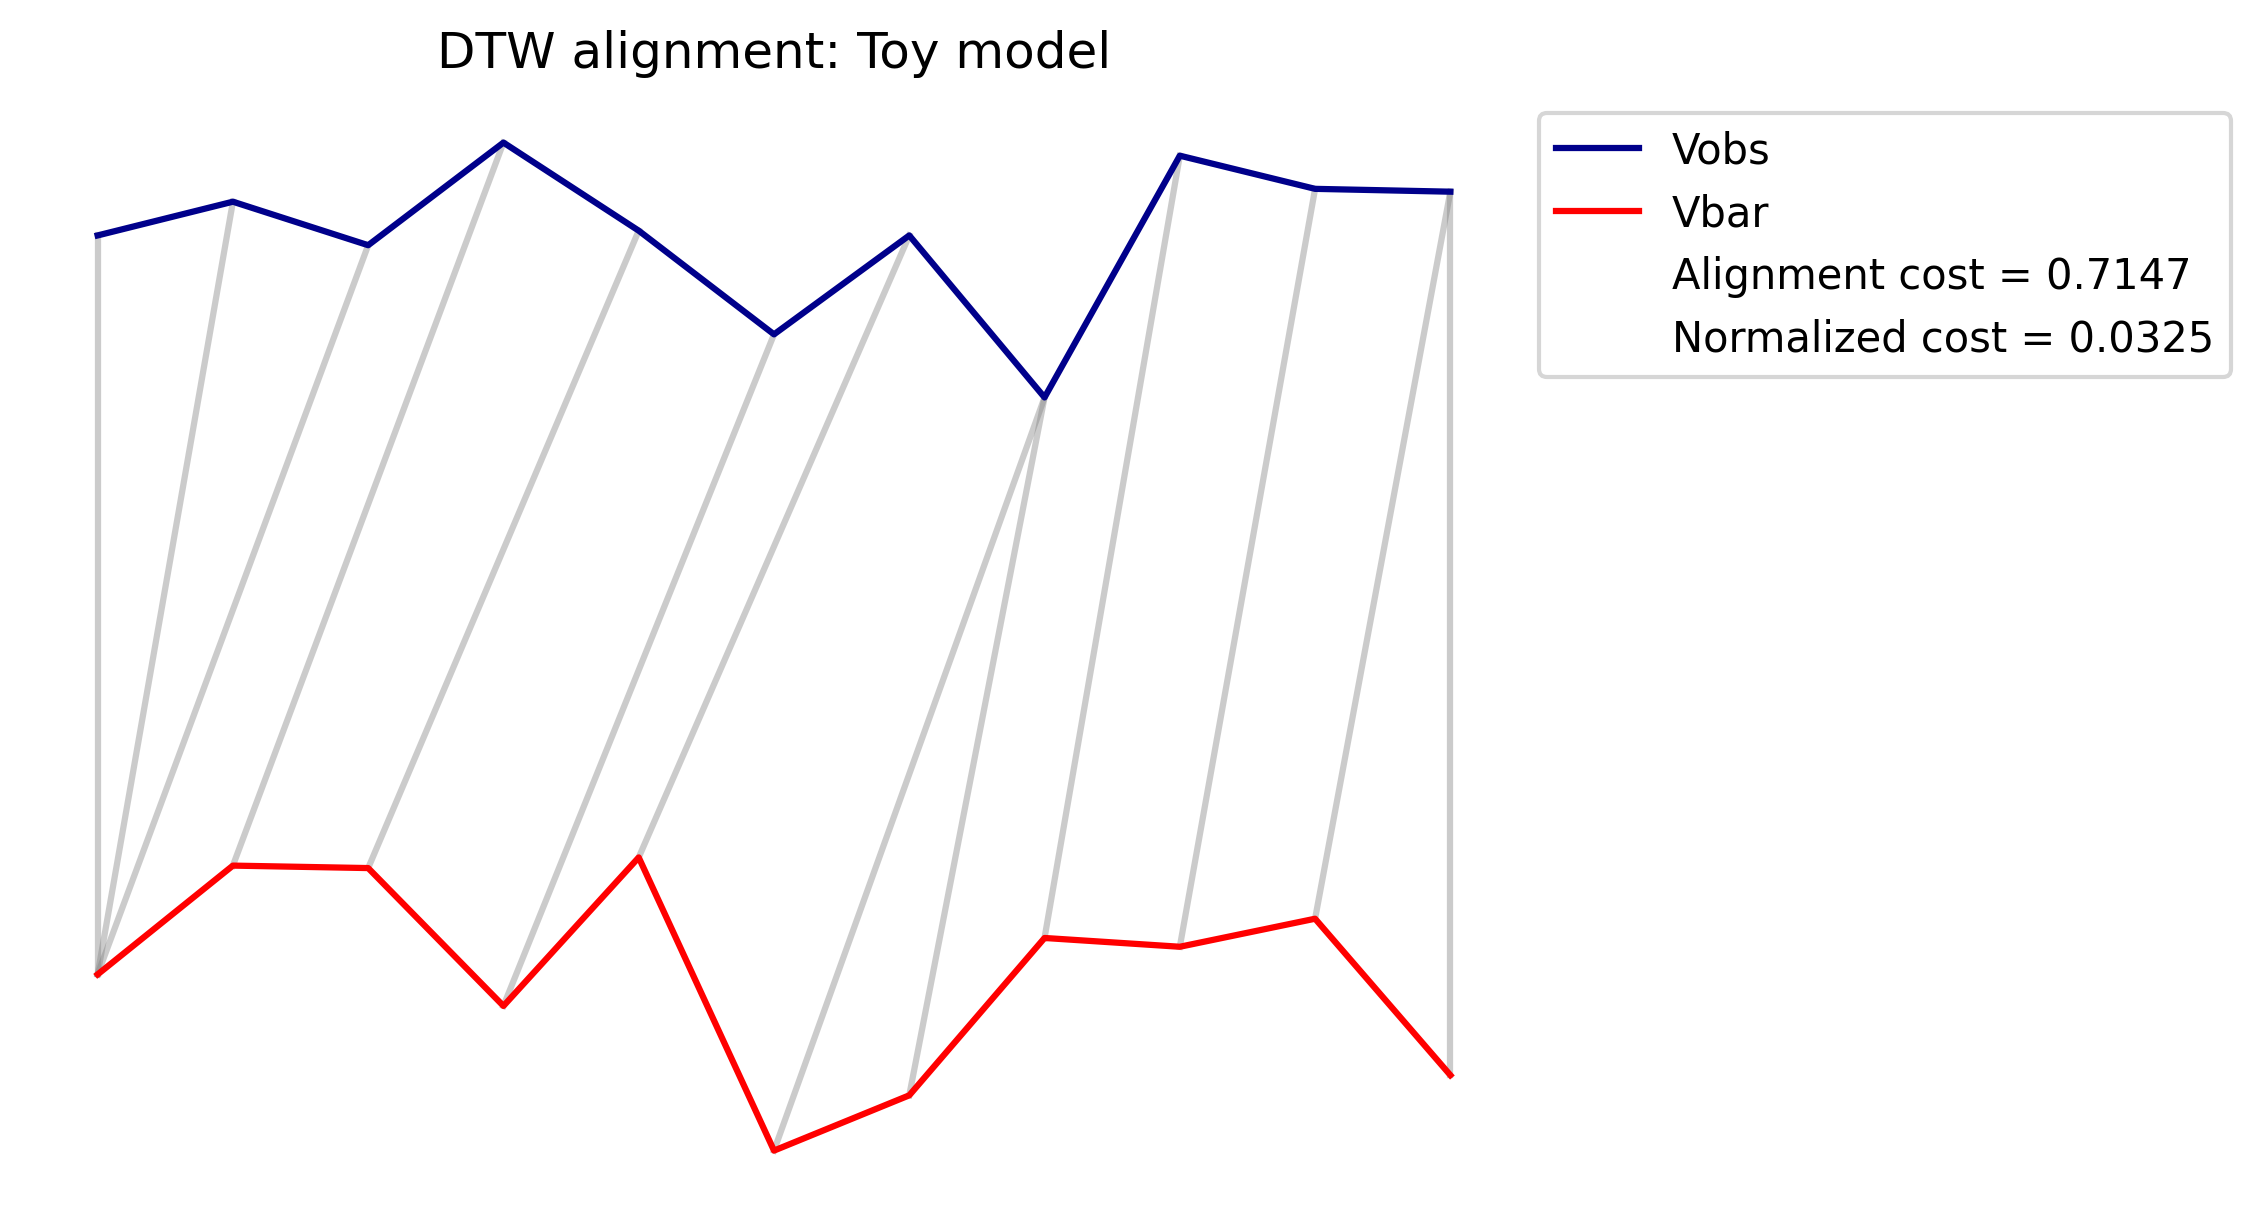 DTW alignment: Toy model
Vobs
Vbar
Alignment cost = 0.7147
Normalized cost = 0.0325